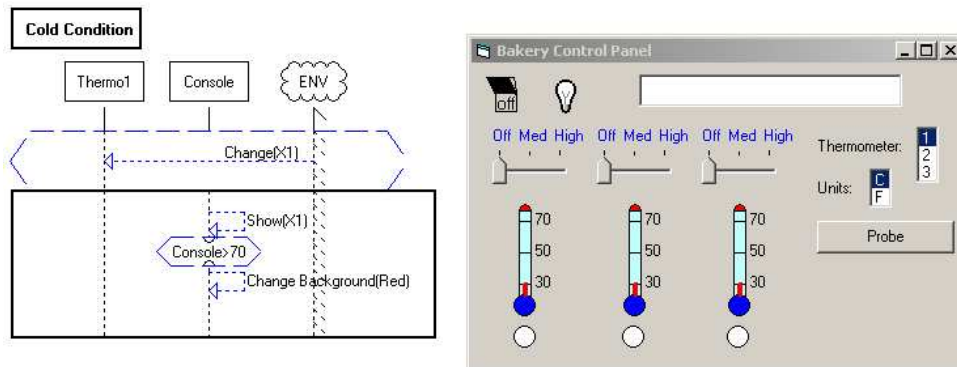 Cold Condition
Thermo1 Console ENV
Change(X1)
Show(X1)
Console>70
Change Background(Red)
Bakery Control Panel
off
Off Med High Off Med High Off Med High
Thermometer: 1
2
3
Units: C
F
Probe
70 70 70
50 50 50
30 30 30